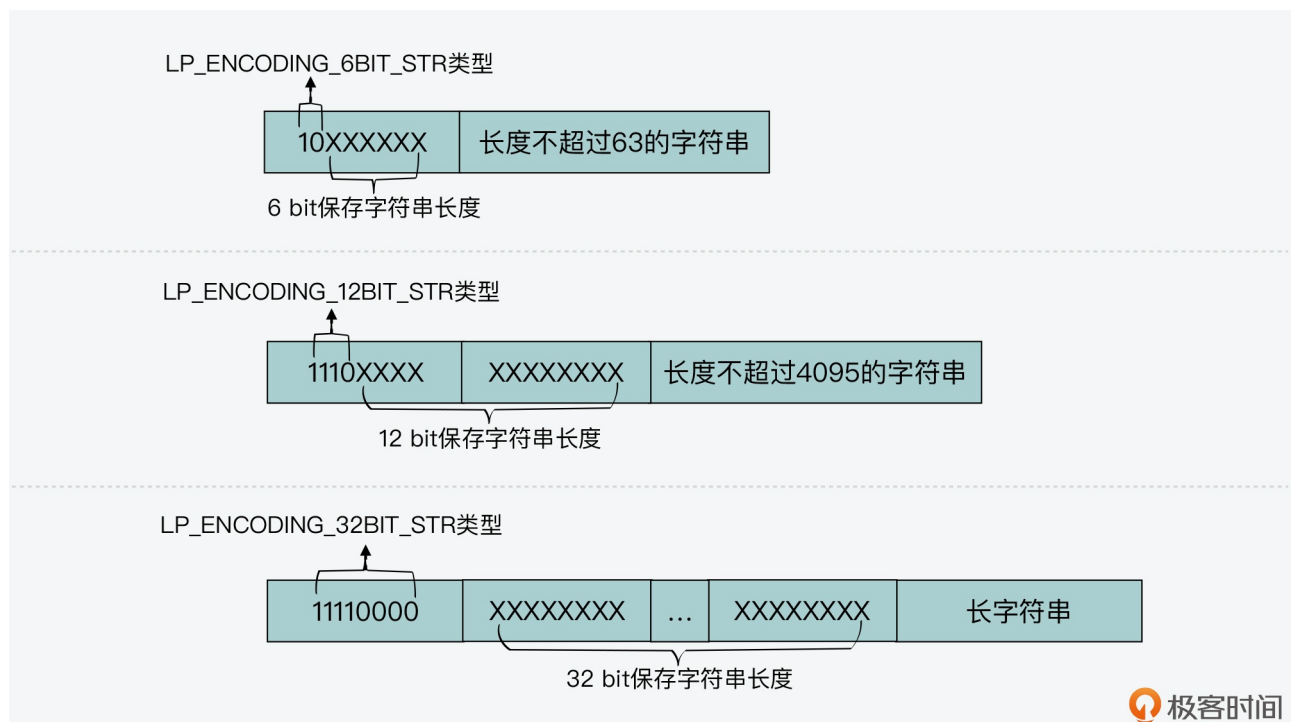 LP_ENCODING_6BIT_STR类型
10XXXXXX 长度不超过63的字符串
6 bit保存字符串长度
LP_ENCODING_12BIT_STR类型
1110XXXX XXXXXXXX 长度不超过4095的字符串
12 bit保存字符串长度
LP_ENCODING_32BIT_STR类型
11110000 XXXXXXXX ... XXXXXXXX 长字符串
32 bit保存字符串长度
极客时间